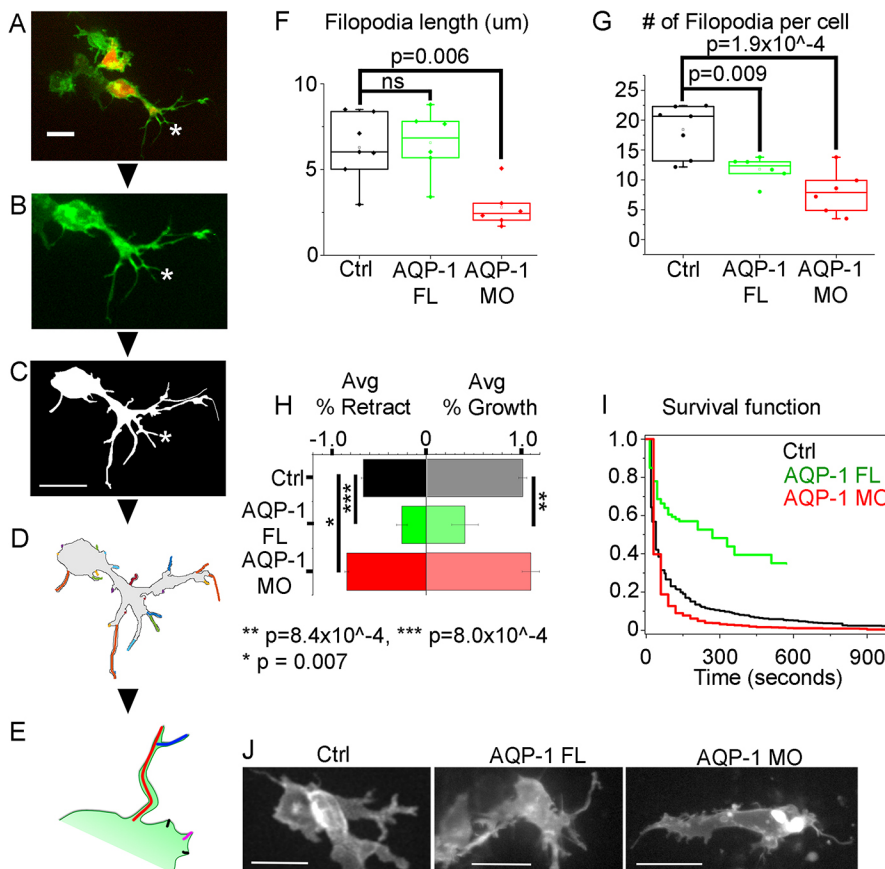 A
*
B
*
C
*
D
E
F
Filopodia length (um)
p=0.006
ns
10
5
0
Ctrl
AQP-1
FL
AQP-1
MO
G
# of Filopodia per cell
p=1.9x10^-4
p=0.009
25
20
15
10
5
0
Ctrl
AQP-1
FL
AQP-1
MO
H
Avg
% Retract
Avg
% Growth
-1.0
0
1.0
Ctrl
AQP-1
FL
AQP-1
MO
*
***
**
** p=8.4x10^-4, *** p=8.0x10^-4
* p = 0.007
I
Survival function
Ctrl
AQP-1 FL
AQP-1 MO
1.0
0.8
0.6
0.4
0.2
0
0
300
600
900
Time (seconds)
J
Ctrl
AQP-1 FL
AQP-1 MO